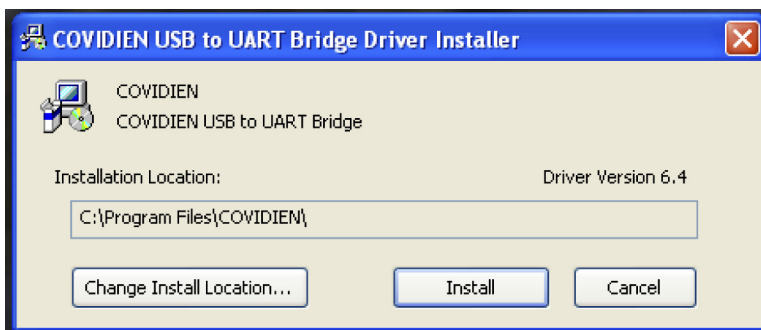 COVIDIEN USB to UART Bridge Driver Installer
COVIDIEN
COVIDIEN USB to UART Bridge
Installation Location: Driver Version 6.4
C:\Program Files\COVIDIEN\
Change Install Location... Install Cancel